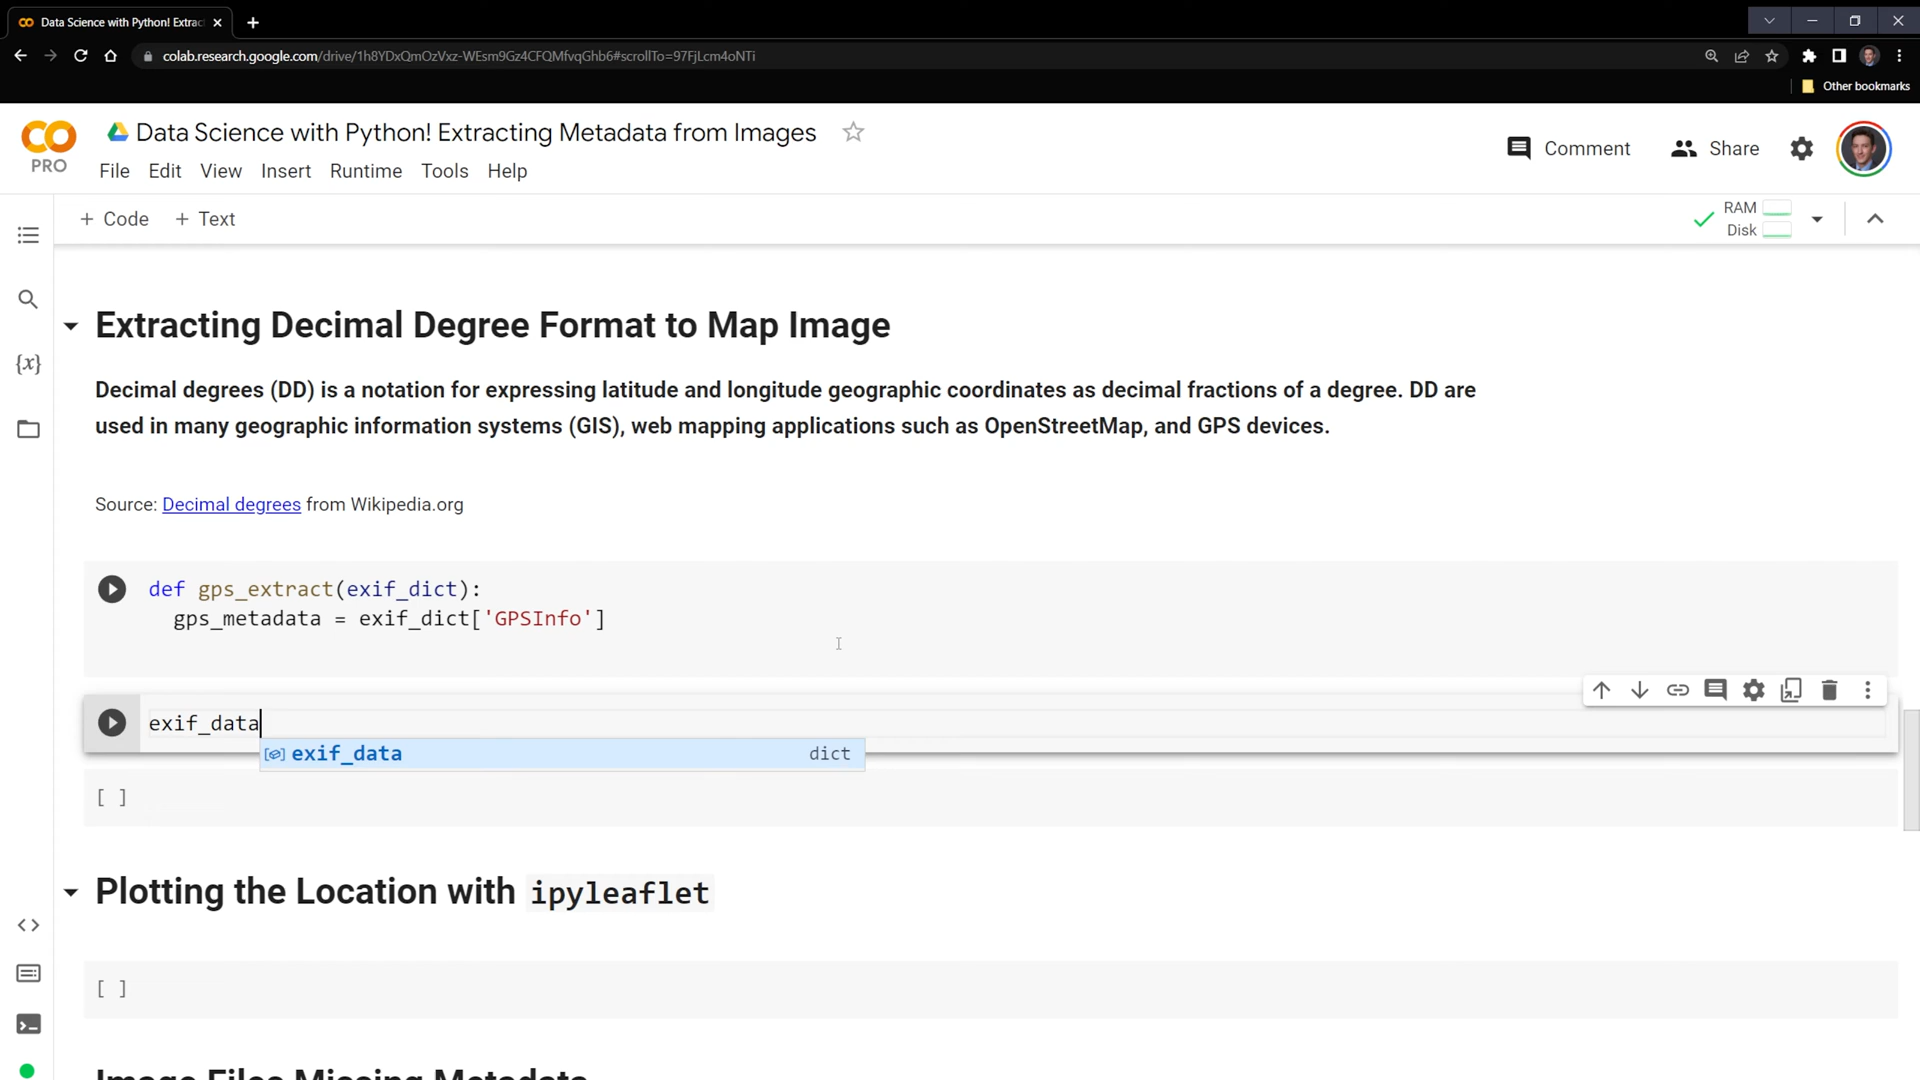 Data Science with Python! Extrac
colab.research.google.com/drive/1h8YDxQmOzVxz-WEsm9Gz4CFQMfvqGhb6#scrollTo=97FjLcm4oNTi
Other bookmarks
PRO
Data Science with Python! Extracting Metadata from Images
File Edit View Insert Runtime Tools Help
Comment
Share
+ Code + Text
RAM
Disk
Extracting Decimal Degree Format to Map Image
Decimal degrees (DD) is a notation for expressing latitude and longitude geographic coordinates as decimal fractions of a degree. DD are
used in many geographic information systems (GIS), web mapping applications such as OpenStreetMap, and GPS devices.
Source: Decimal degrees from Wikipedia.org
def gps_extract(exif_dict):
gps_metadata = exif_dict['GPSInfo']
exif_data
exif_data dict
[ ]
Plotting the Location with ipyleaflet
[ ]
Image Files Missing Metadata